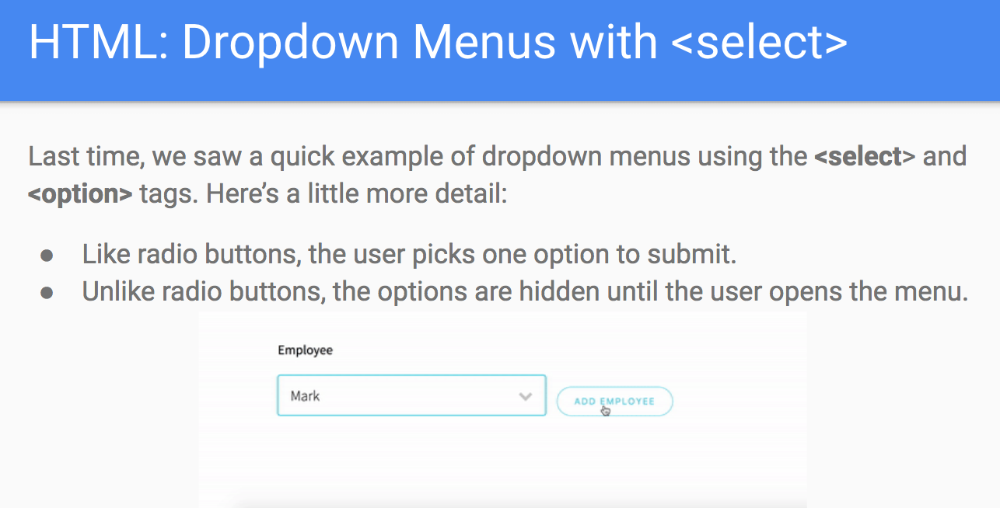 HTML: Dropdown Menus with <select>
Last time, we saw a quick example of dropdown menus using the <select> and
<option> tags. Here’s a little more detail:
● Like radio buttons, the user picks one option to submit.
● Unlike radio buttons, the options are hidden until the user opens the menu.
Employee
Mark
ADD EMPLOYEE